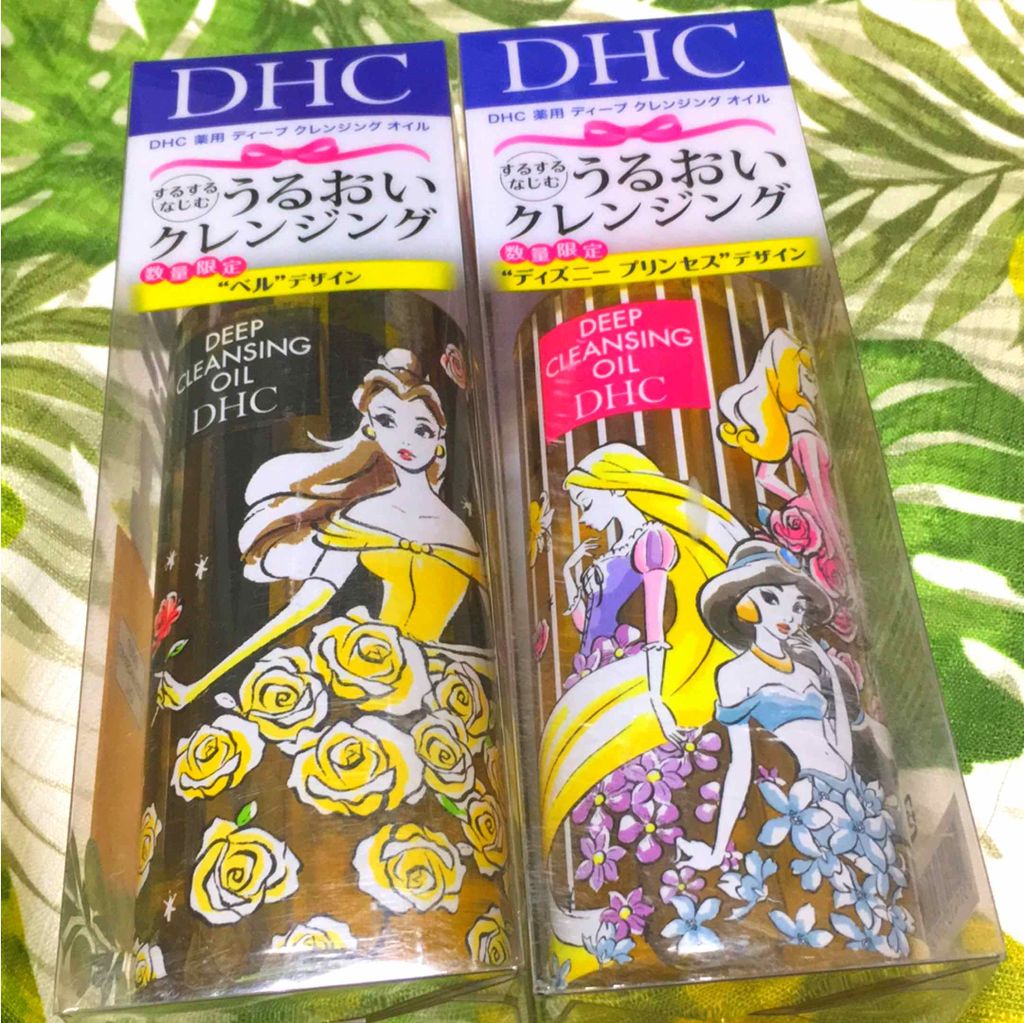 DHC
DHC 薬用 ディープ クレンジング オイル
するする
なじむ
うるおい
クレンジング
数量限定
“ベル”デザイン
DEEP
CLEANSING
OIL
DHC
DHC
DHC 薬用 ディープ クレンジング オイル
するする
なじむ
うるおい
クレンジング
数量限定
“ディズニー プリンセス”デザイン
DEEP
CLEANSING
OIL
DHC